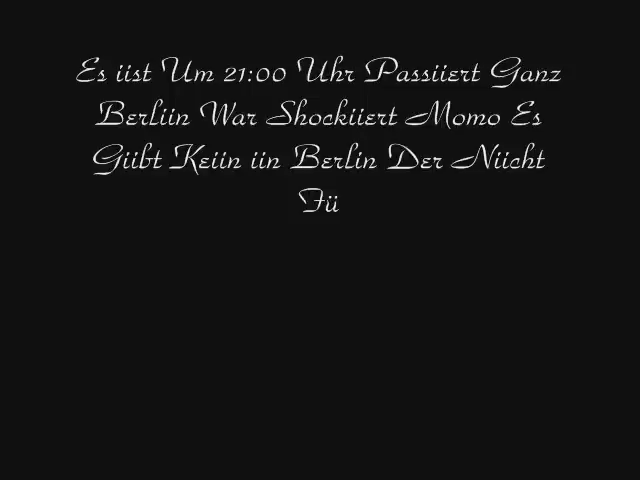 Es iist Um 21:00 Uhr Passiiert Ganz
Berliin War Shockiiert Momo Es
Giibt Keiin iin Berlin Der Niicht
Fü